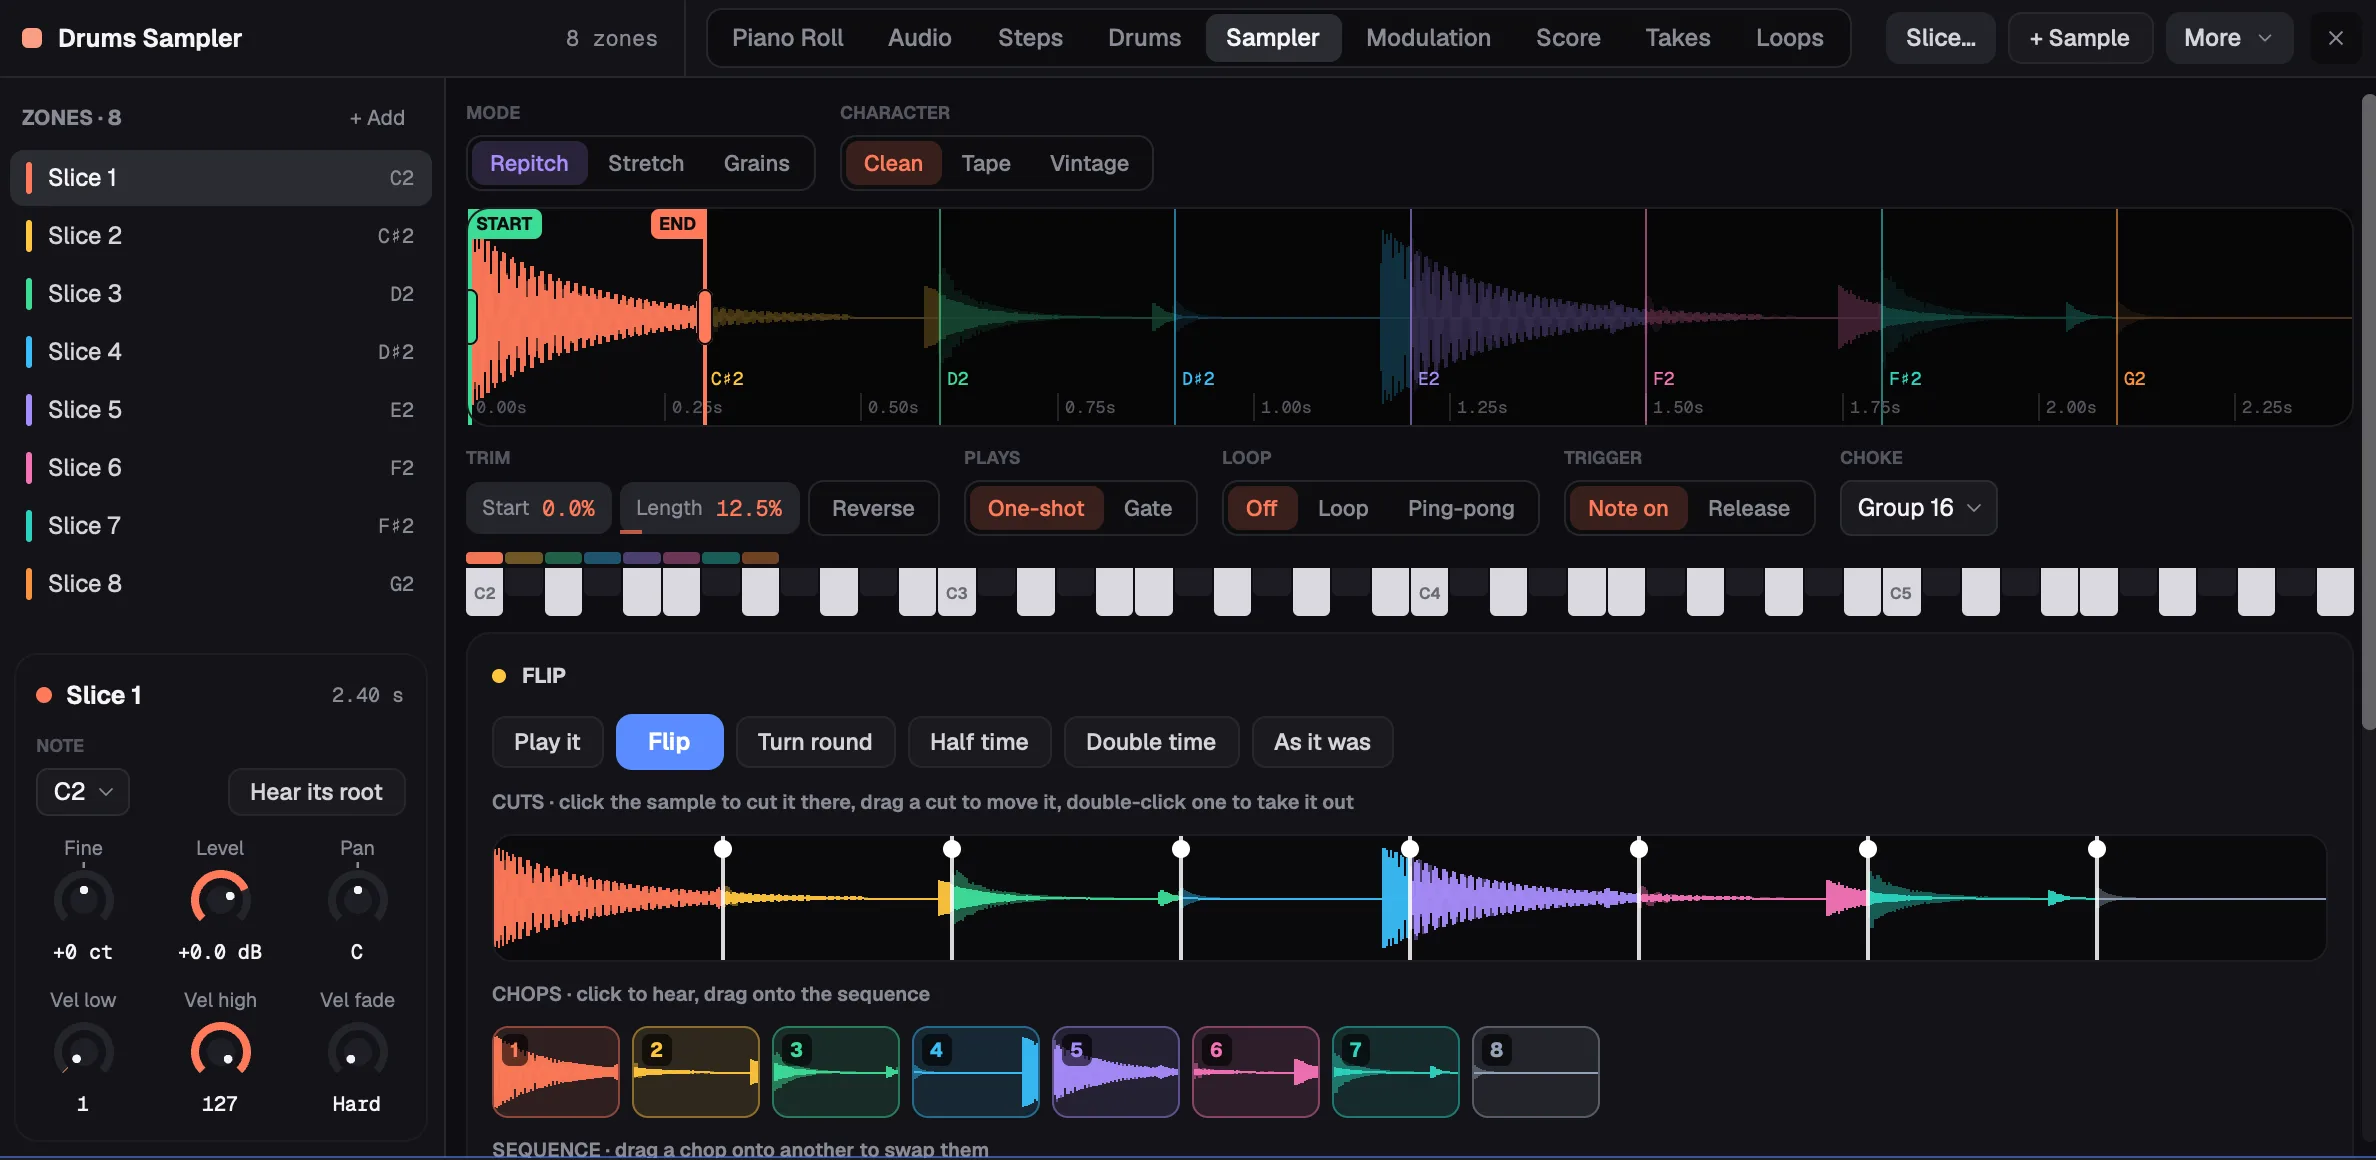 Drums Sampler
8 zones
Piano Roll Audio Steps Drums Sampler Modulation Score Takes Loops
Slice… + Sample More
ZONES · 8 + Add
Slice 1 C2
Slice 2 C♯2
Slice 3 D2
Slice 4 D♯2
Slice 5 E2
Slice 6 F2
Slice 7 F♯2
Slice 8 G2
Slice 1 2.40 s
NOTE
C2 Hear its root
Fine Level Pan
+0 ct +0.0 dB C
Vel low Vel high Vel fade
1 127 Hard
MODE CHARACTER
Repitch Stretch Grains Clean Tape Vintage
START END
C♯2 D2 D♯2 E2 F2 F♯2 G2
0.00s 0.25s 0.50s 0.75s 1.00s 1.25s 1.50s 1.75s 2.00s 2.25s
TRIM PLAYS LOOP TRIGGER CHOKE
Start 0.0% Length 12.5% Reverse One-shot Gate Off Loop Ping-pong Note on Release Group 16
C2 C3 C4 C5
FLIP
Play it Flip Turn round Half time Double time As it was
CUTS · click the sample to cut it there, drag a cut to move it, double-click one to take it out
CHOPS · click to hear, drag onto the sequence
1 2 3 4 5 6 7 8
SEQUENCE · drag a chop onto another to swap them